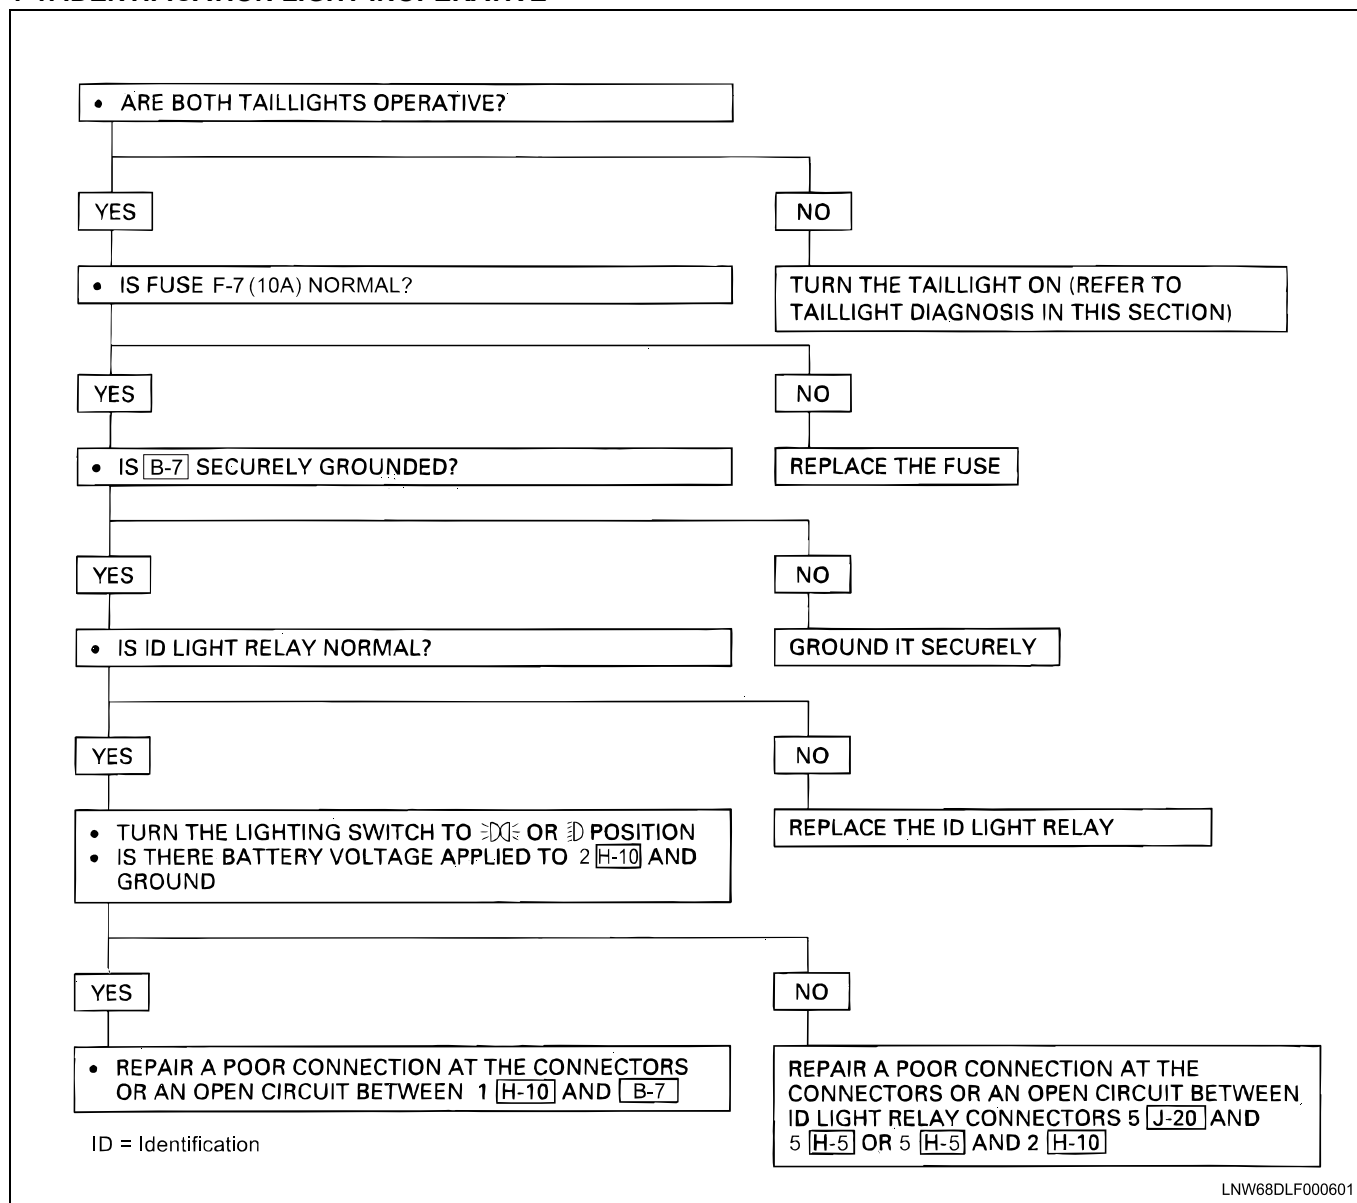 • ARE BOTH TAILLIGHTS OPERATIVE?
YES
NO
• IS FUSE F-7 (10A) NORMAL?
TURN THE TAILLIGHT ON (REFER TO
TAILLIGHT DIAGNOSIS IN THIS SECTION)
YES
NO
• IS B-7 SECURELY GROUNDED?
REPLACE THE FUSE
YES
NO
• IS ID LIGHT RELAY NORMAL?
GROUND IT SECURELY
YES
NO
• TURN THE LIGHTING SWITCH TO OR POSITION
• IS THERE BATTERY VOLTAGE APPLIED TO 2 H-10 AND
GROUND
REPLACE THE ID LIGHT RELAY
YES
NO
• REPAIR A POOR CONNECTION AT THE CONNECTORS
OR AN OPEN CIRCUIT BETWEEN 1 H-10 AND B-7
REPAIR A POOR CONNECTION AT THE
CONNECTORS OR AN OPEN CIRCUIT BETWEEN
ID LIGHT RELAY CONNECTORS 5 J-20 AND
5 H-5 OR 5 H-5 AND 2 H-10
ID = Identification
LNW68DLF000601